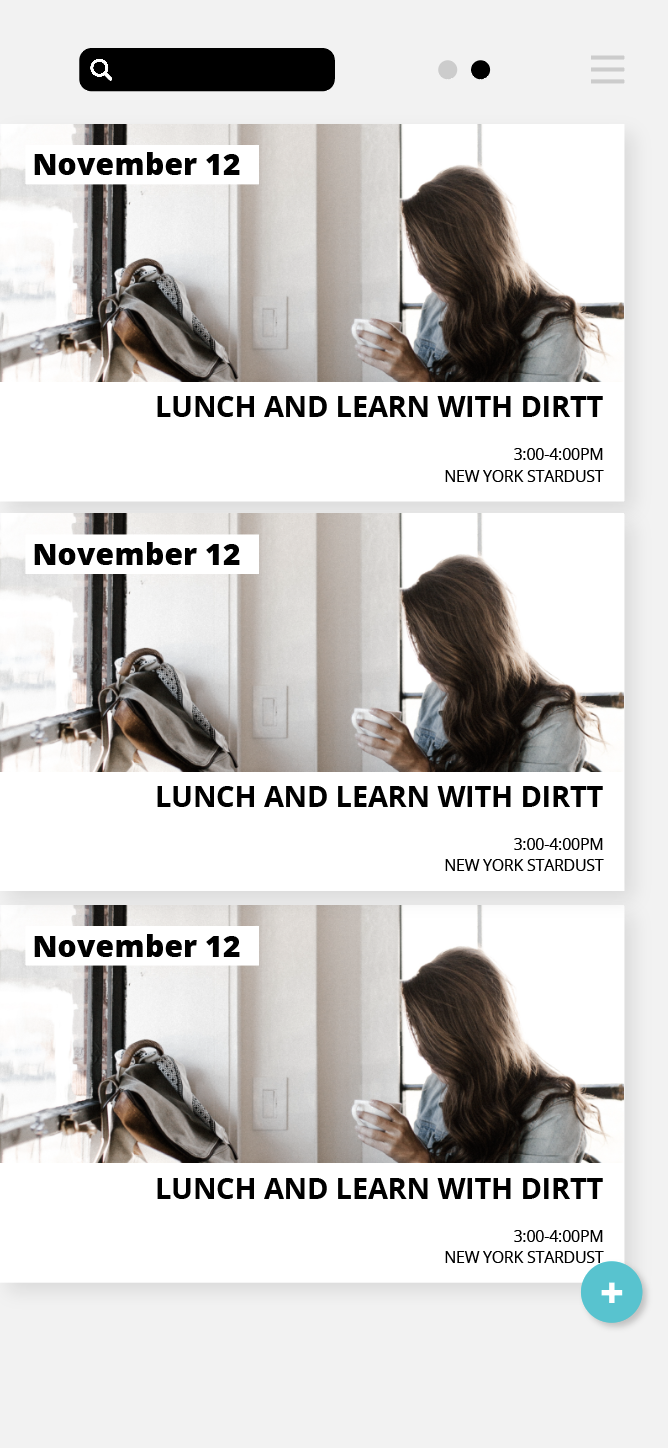 November 12
LUNCH AND LEARN WITH DIRTT
3:00-4:00PM
NEW YORK STARDUST
November 12
LUNCH AND LEARN WITH DIRTT
3:00-4:00PM
NEW YORK STARDUST
November 12
LUNCH AND LEARN WITH DIRTT
3:00-4:00PM
NEW YORK STARDUST